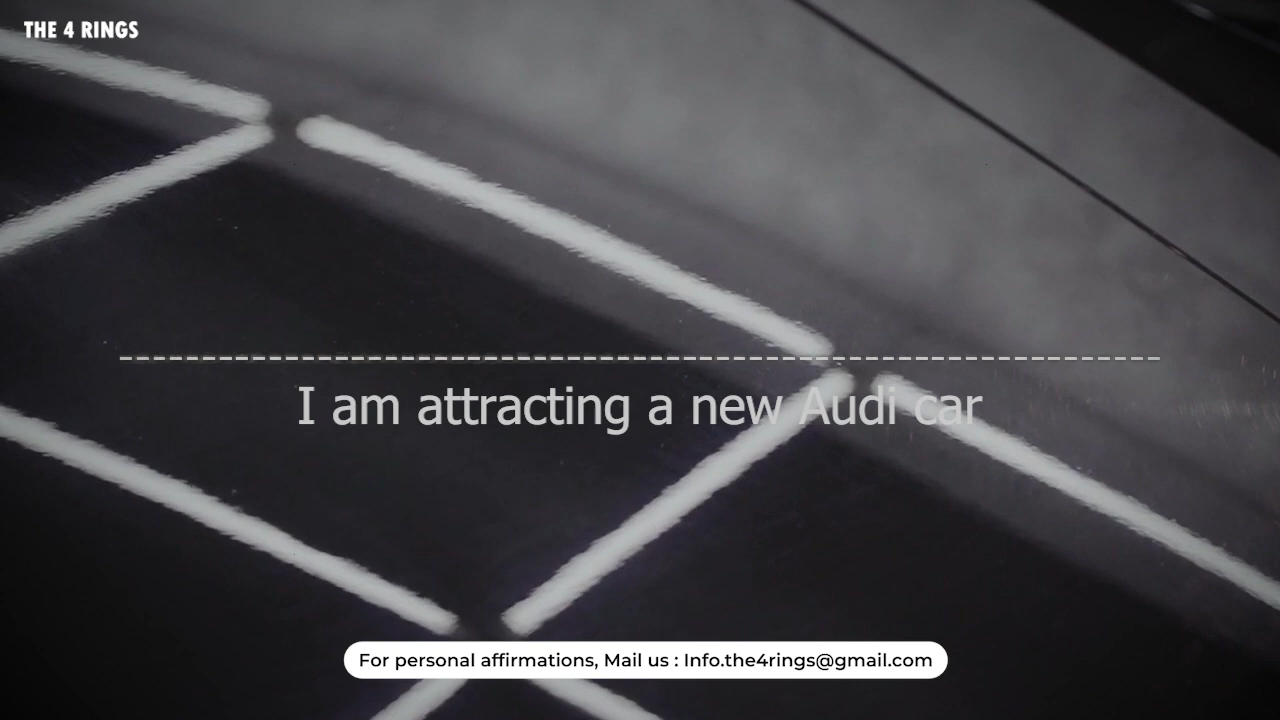 THE 4 RINGS
I am attracting a new Audi car
For personal affirmations, Mail us : Info.the4rings@gmail.com